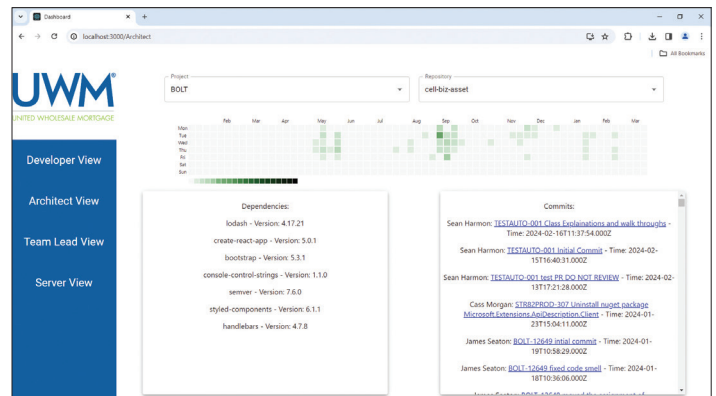 Dashboard
localhost:3000/Architect
All Bookmarks
UWM®
UNITED WHOLESALE MORTGAGE
Developer View
Architect View
Team Lead View
Server View
Project
BOLT
Repository
cell-biz-asset
Feb Mar Apr May Jun Jul Aug Sep Oct Nov Dec Jan Feb Mar
Mon
Tue
Wed
Thu
Fri
Sat
Sun
Dependencies:
lodash - Version: 4.17.21
create-react-app - Version: 5.0.1
bootstrap - Version: 5.3.1
console-control-strings - Version: 1.1.0
semver - Version: 7.6.0
styled-components - Version: 6.1.1
handlebars - Version: 4.7.8
Commits:
Sean Harmon: TESTAUTO-001 Class Explainations and walk throughs -
Time: 2024-02-16T11:37:54.000Z
Sean Harmon: TESTAUTO-001 Initial Commit - Time: 2024-02-
15T16:40:31.000Z
Sean Harmon: TESTAUTO-001 test PR DO NOT REVIEW - Time: 2024-02-
13T17:21:28.000Z
Cass Morgan: STR82PROD-307 Uninstall nuget package
Microsoft.Extensions.ApiDescription.Client - Time: 2024-01-
23T15:04:11.000Z
James Seaton: BOLT-12649 intial commit - Time: 2024-01-
19T10:58:29.000Z
James Seaton: BOLT-12649 fixed code smell - Time: 2024-01-
18T10:36:06.000Z